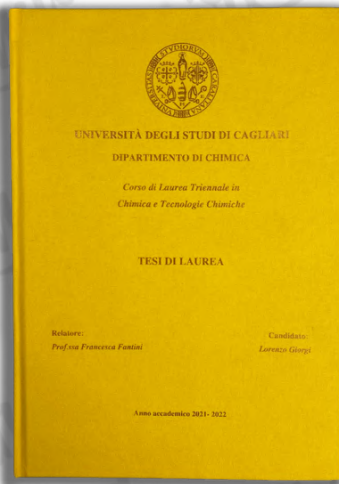 UNIVERSITÀ DEGLI STUDI DI CAGLIARI
DIPARTIMENTO DI CHIMICA
Corso di Laurea Triennale in
Chimica e Tecnologie Chimiche
TESI DI LAUREA
Relatore:
Prof.ssa Francesca Fantini
Candidato:
Lorenzo Giorgi
Anno accademico 2021- 2022